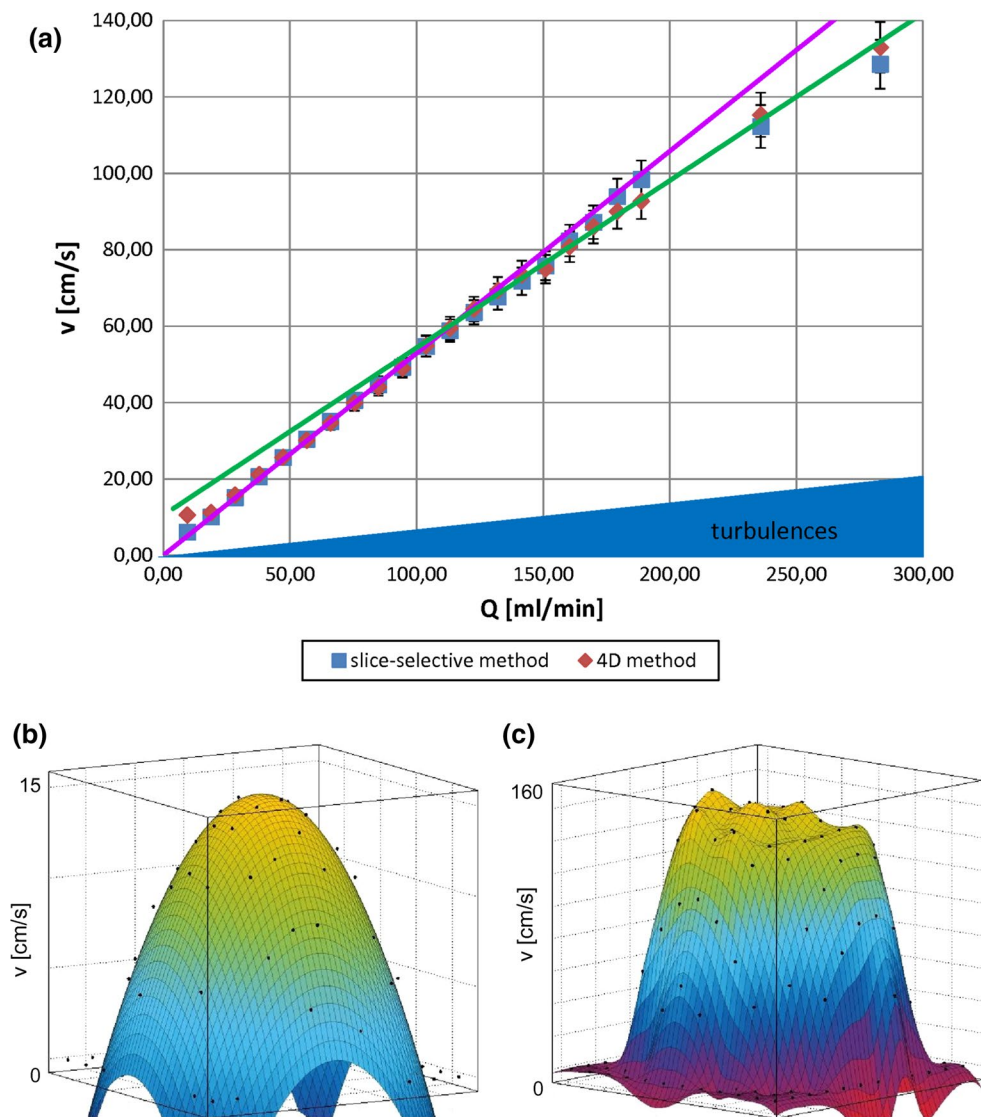 (a)
140,00
120,00
100,00
80,00
60,00
40,00
20,00
0,00
v [cm/s]
turbulences
0,00 50,00 100,00 150,00 200,00 250,00 300,00
Q [ml/min]
slice-selective method 4D method
(b)
15
v [cm/s]
0
(c)
160
v [cm/s]
0